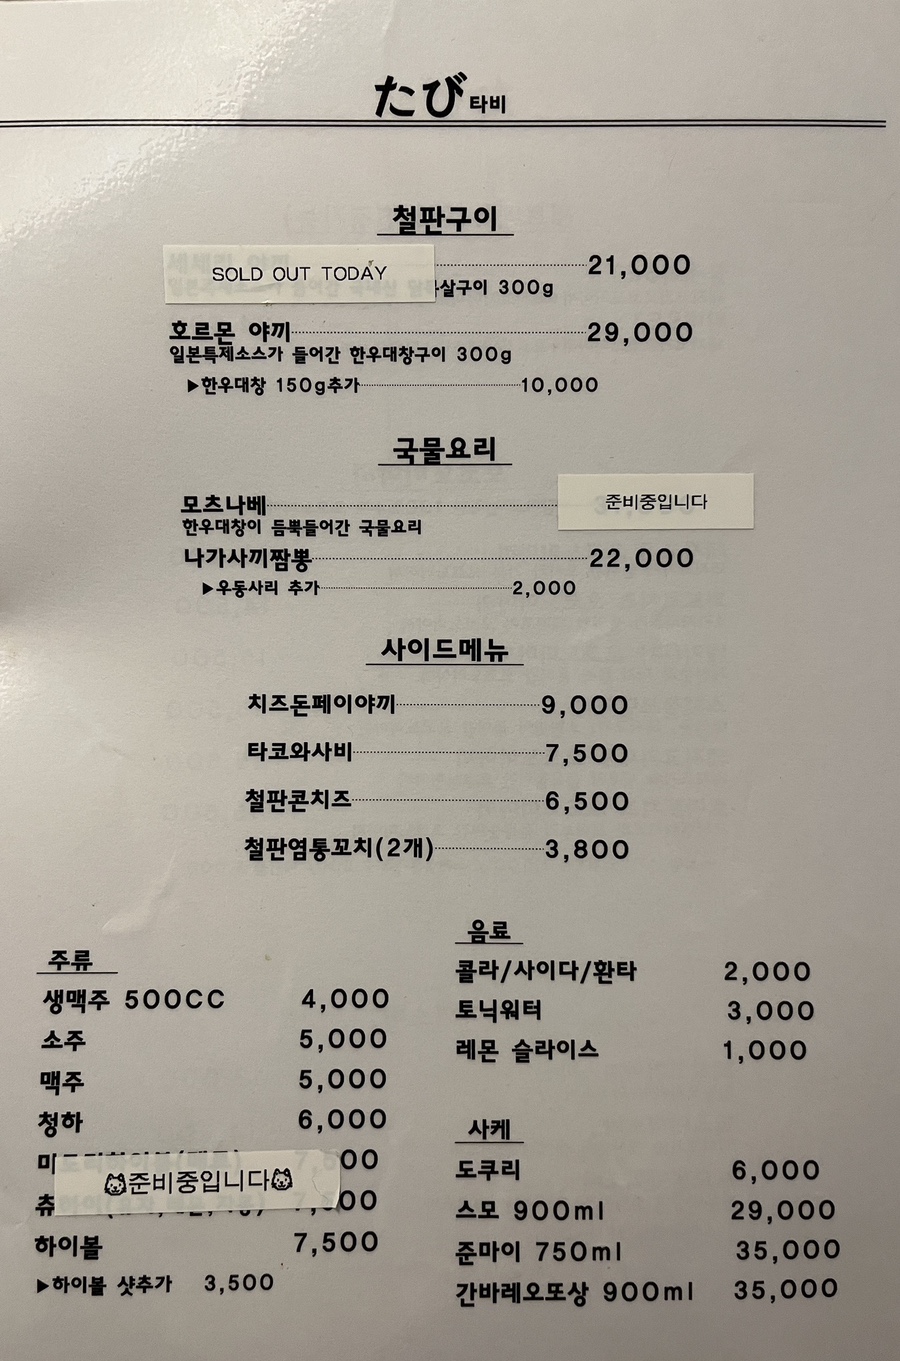 たび 타비
철판구이
SOLD OUT TODAY 21,000
살구이 300g
호르몬 야끼 29,000
일본특제소스가 들어간 한우대창구이 300g
▶한우대창 150g추가 10,000
국물요리
모츠나베 준비중입니다
한우대창이 듬뿍들어간 국물요리
나가사끼짬뽕 22,000
▶우동사리 추가 2,000
사이드메뉴
치즈돈페이야끼 9,000
타코와사비 7,500
철판콘치즈 6,500
철판염통꼬치(2개) 3,800
주류
생맥주 500CC 4,000
소주 5,000
맥주 5,000
청하 6,000
🐱준비중입니다🐱
하이볼 7,500
▶하이볼 샷추가 3,500
음료
콜라/사이다/환타 2,000
토닉워터 3,000
레몬 슬라이스 1,000
사케
도쿠리 6,000
스모 900ml 29,000
준마이 750ml 35,000
간바레오또상 900ml 35,000